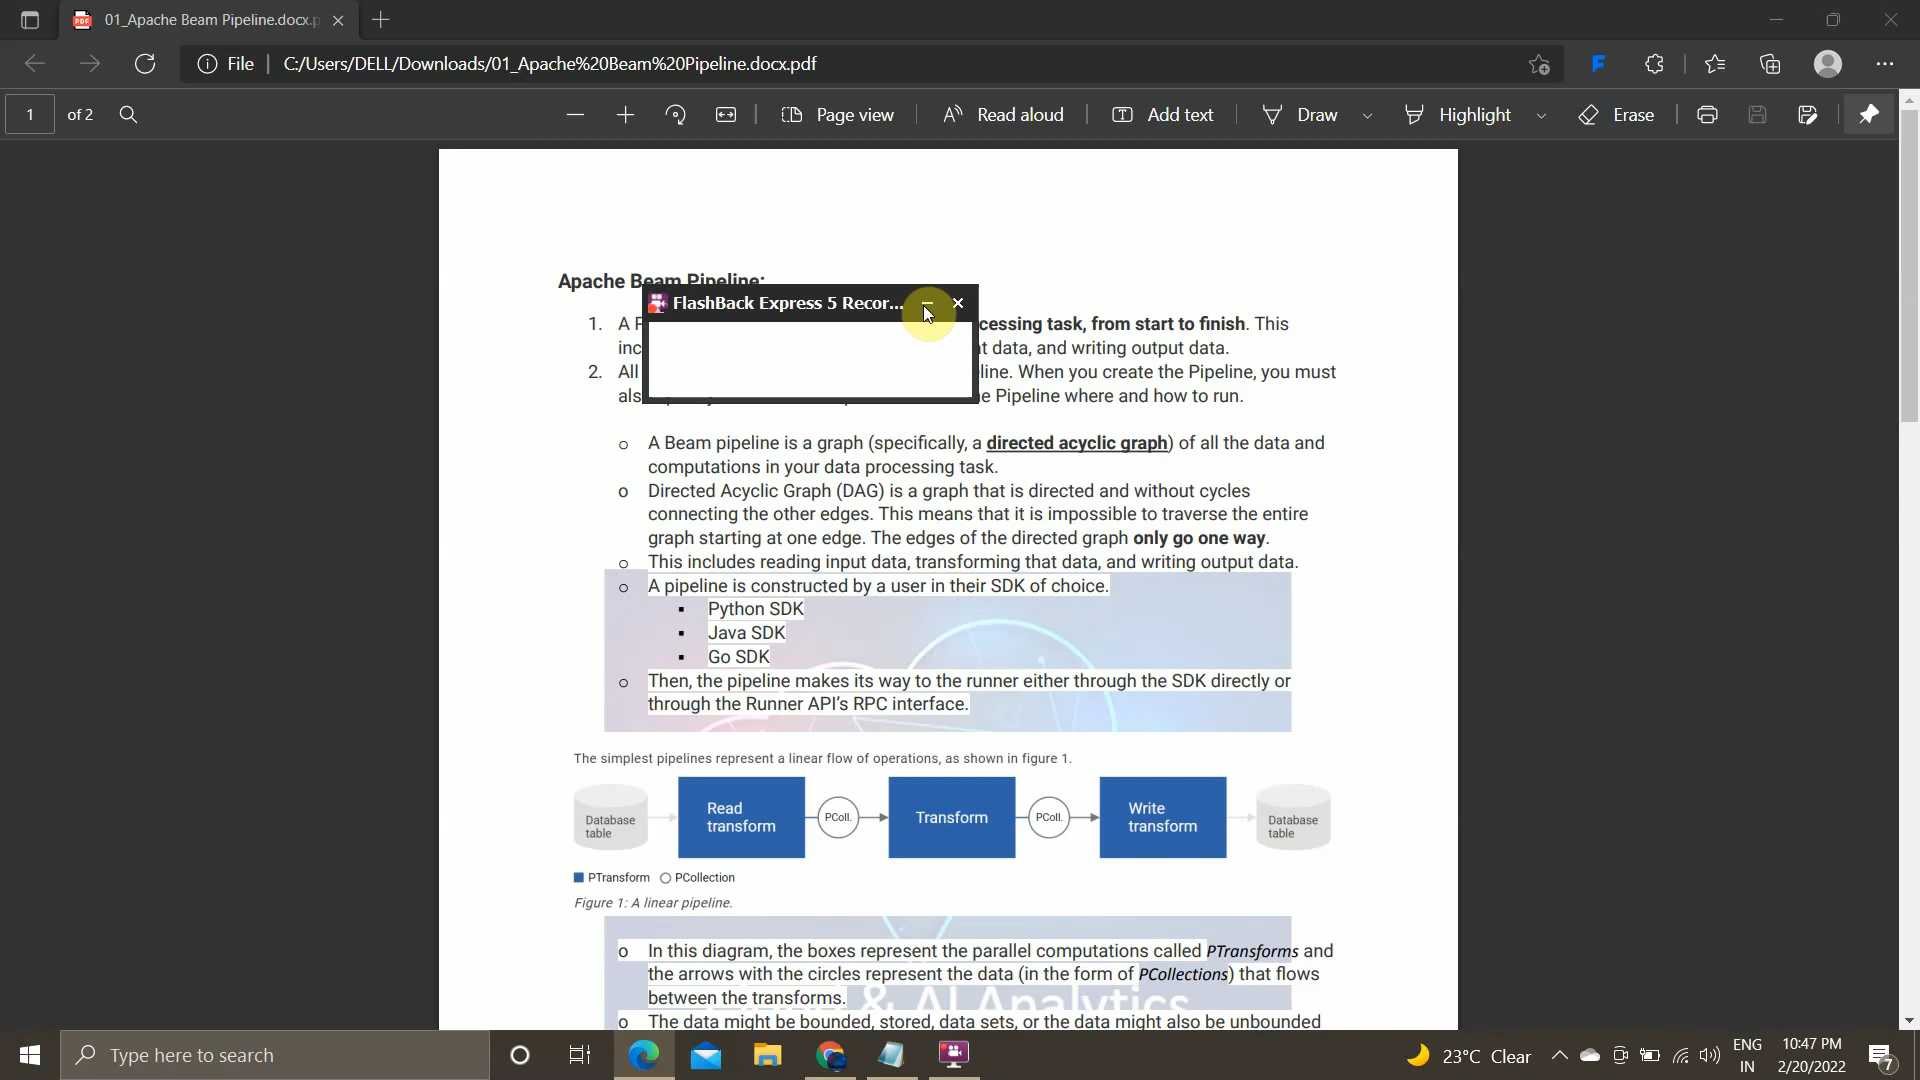 01_Apache Beam Pipeline.docx.p
File
C:/Users/DELL/Downloads/01_Apache%20Beam%20Pipeline.docx.pdf
1 of 2
Page view
Read aloud
Add text
Draw
Highlight
Erase
Apache Beam Pipeline:
FlashBack Express 5 Recor...
1. A cessing task, from start to finish. This
inc t data, and writing output data.
2. All line. When you create the Pipeline, you must
als e Pipeline where and how to run.
o A Beam pipeline is a graph (specifically, a directed acyclic graph) of all the data and
computations in your data processing task.
o Directed Acyclic Graph (DAG) is a graph that is directed and without cycles
connecting the other edges. This means that it is impossible to traverse the entire
graph starting at one edge. The edges of the directed graph only go one way.
o This includes reading input data, transforming that data, and writing output data.
o A pipeline is constructed by a user in their SDK of choice.
▪ Python SDK
▪ Java SDK
▪ Go SDK
o Then, the pipeline makes its way to the runner either through the SDK directly or
through the Runner API's RPC interface.
The simplest pipelines represent a linear flow of operations, as shown in figure 1.
Database
table
Read
transform
PColl.
Transform
PColl.
Write
transform
Database
table
PTransform PCollection
Figure 1: A linear pipeline.
o In this diagram, the boxes represent the parallel computations called PTransforms and
the arrows with the circles represent the data (in the form of PCollections) that flows
between the transforms.
& AI Analytics
o The data might be bounded, stored, data sets, or the data might also be unbounded
Type here to search
23°C Clear
ENG
IN
10:47 PM
2/20/2022
7